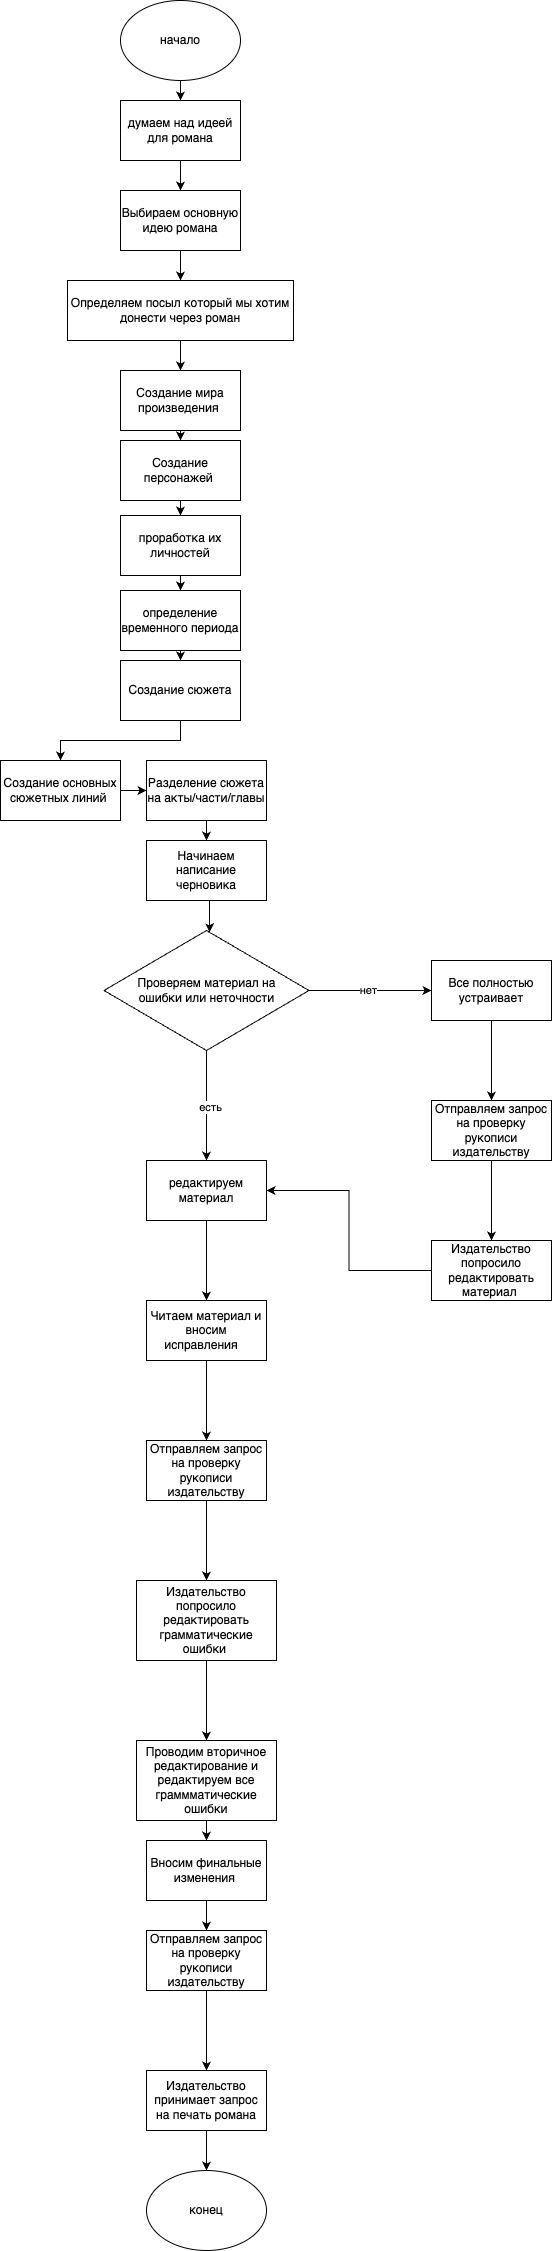 начало
думаем над идеей
для романа
Выбираем основную
идею романа
Определяем посыл который мы хотим
донести через роман
Создание мира
произведения
Создание
персонажей
проработка их
личностей
определение
временного периода
Создание сюжета
Создание основных
сюжетных линий
Разделение сюжета
на акты/части/главы
Начинаем
написание
черновика
Проверяем материал на
ошибки или неточности
нет
Все полностью
устраивает
Отправляем запрос
на проверку
рукописи
издательству
Издательство
попросило
редактировать
материал
есть
редактируем
материал
Читаем материал и
вносим
исправления
Отправляем запрос
на проверку
рукописи
издательству
Издательство
попросило
редактировать
грамматические
ошибки
Проводим вторичное
редактирование и
редактируем все
граммматические
ошибки
Вносим финальные
изменения
Отправляем запрос
на проверку
рукописи
издательству
Издательство
принимает запрос
на печать романа
конец